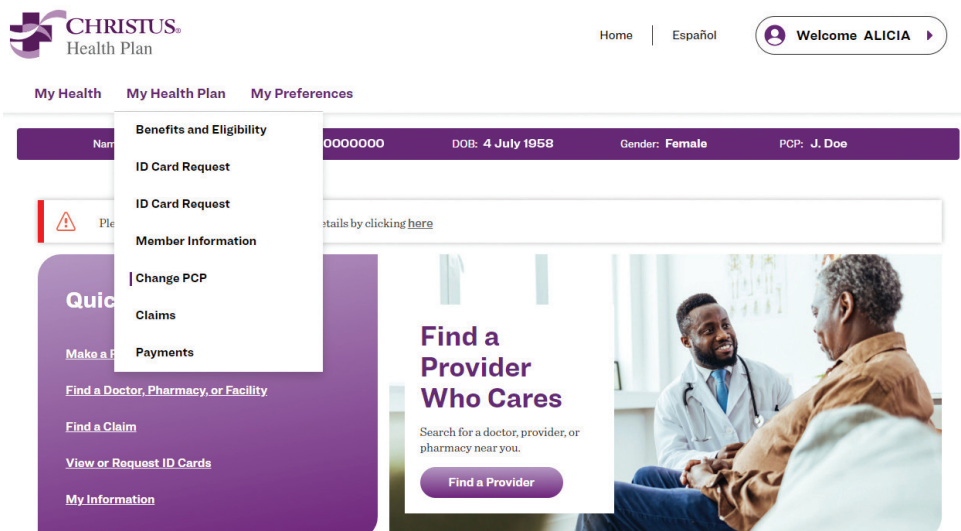 CHRISTUS®
Health Plan
Home
Español
Welcome ALICIA
My Health
My Health Plan
My Preferences
Benefits and Eligibility
ID Card Request
ID Card Request
Member Information
Change PCP
Claims
Payments
0000000
DOB: 4 July 1958
Gender: Female
PCP: J. Doe
etails by clicking here
Make a
Find a Doctor, Pharmacy, or Facility
Find a Claim
View or Request ID Cards
My Information
Find a
Provider
Who Cares
Search for a doctor, provider, or
pharmacy near you.
Find a Provider